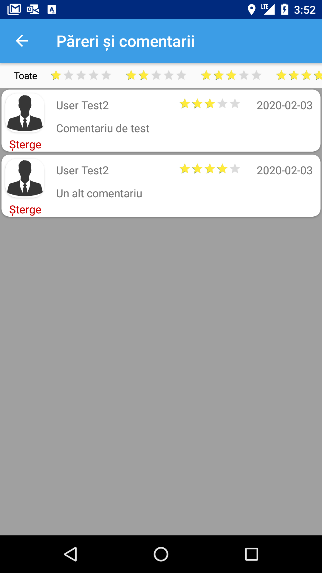 LTE 3:52
Păreri și comentarii
Toate
User Test2 2020-02-03
Comentariu de test
Șterge
User Test2 2020-02-03
Un alt comentariu
Șterge